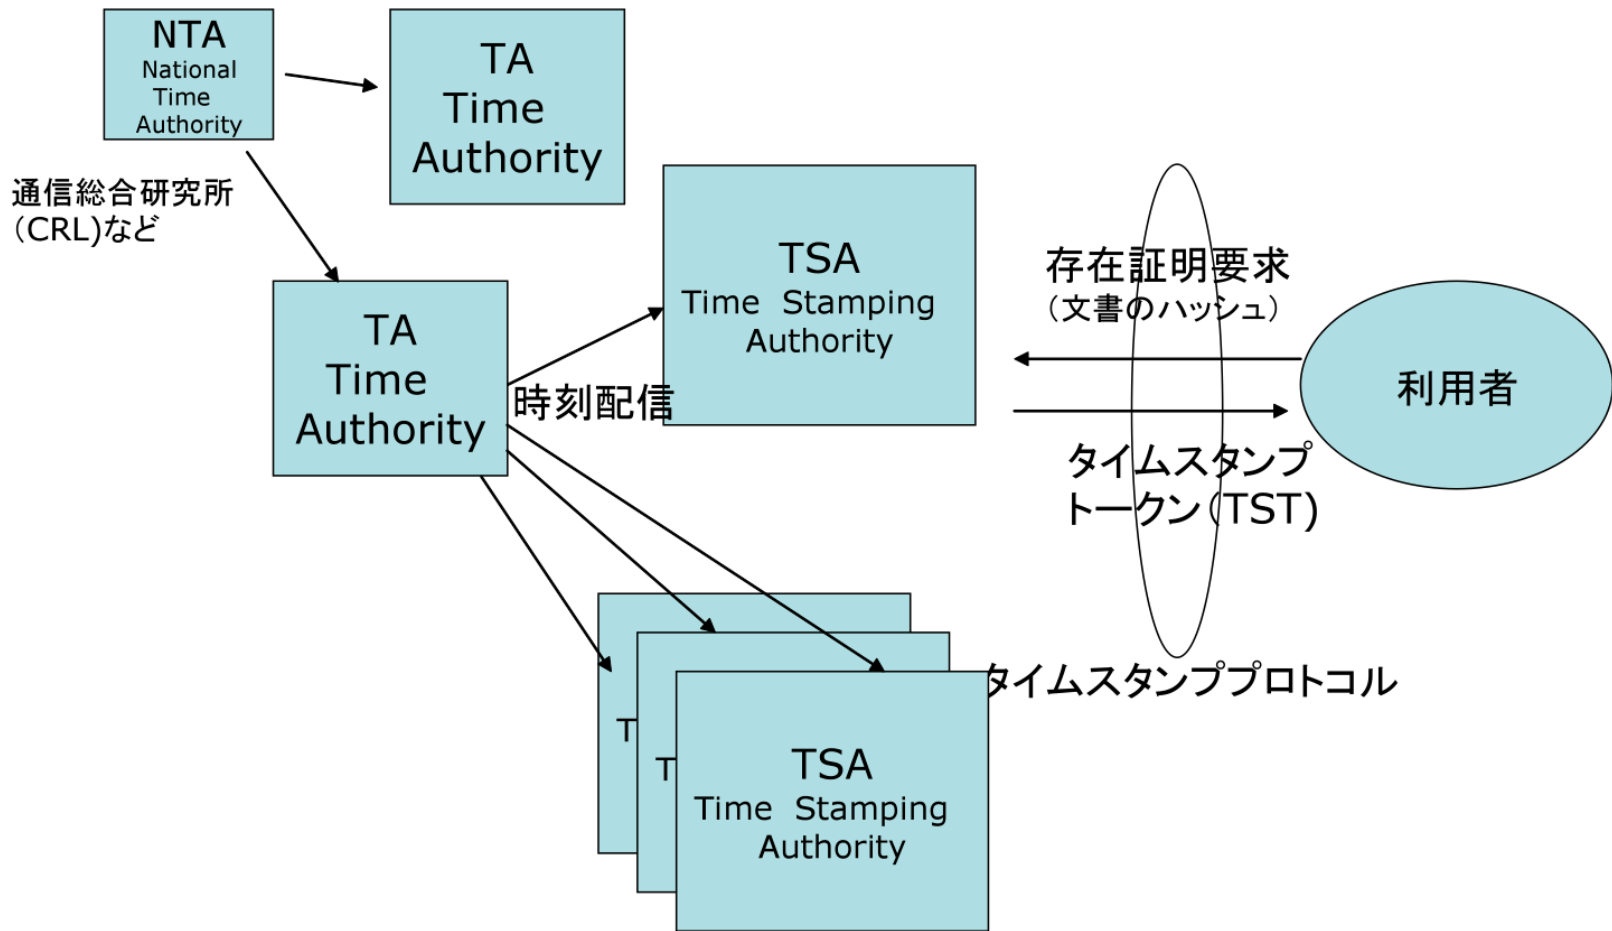 NTA
National
Time
Authority
TA
Time
Authority
通信総合研究所
(CRL)など
TA
Time
Authority
時刻配信
TSA
Time Stamping
Authority
存在証明要求
(文書のハッシュ)
利用者
タイムスタンプ
トークン(TST)
タイムスタンププロトコル
T
T
TSA
Time Stamping
Authority